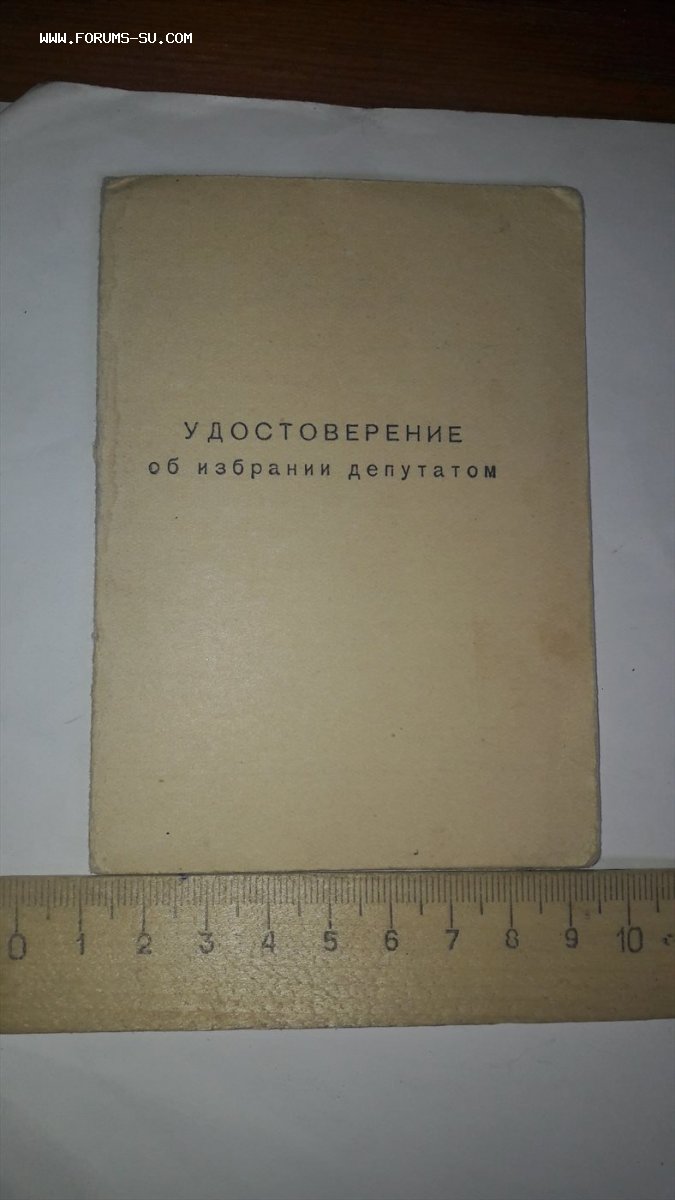 WWW.FORUMS-SU.COM
УДОСТОВЕРЕНИЕ
об избрании депутатом
0 1 2 3 4 5 6 7 8 9 10